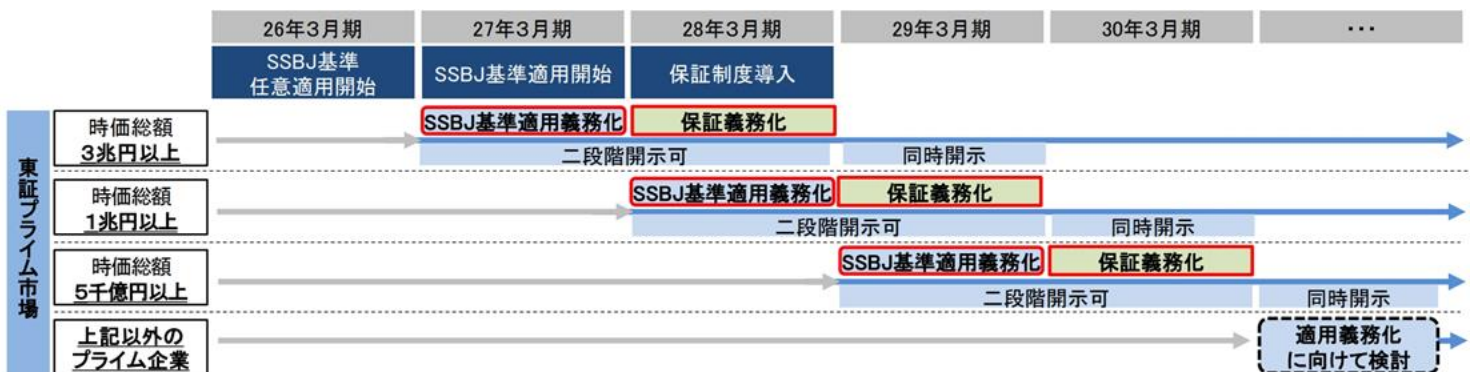 26年3月期
27年3月期
28年3月期
29年3月期
30年3月期
･･･
SSBJ基準
任意適用開始
SSBJ基準適用開始
保証制度導入
東証プライム市場
時価総額
3兆円以上
SSBJ基準適用義務化
保証義務化
二段階開示可
同時開示
時価総額
1兆円以上
SSBJ基準適用義務化
保証義務化
二段階開示可
同時開示
時価総額
5千億円以上
SSBJ基準適用義務化
保証義務化
二段階開示可
同時開示
上記以外の
プライム企業
適用義務化
に向けて検討